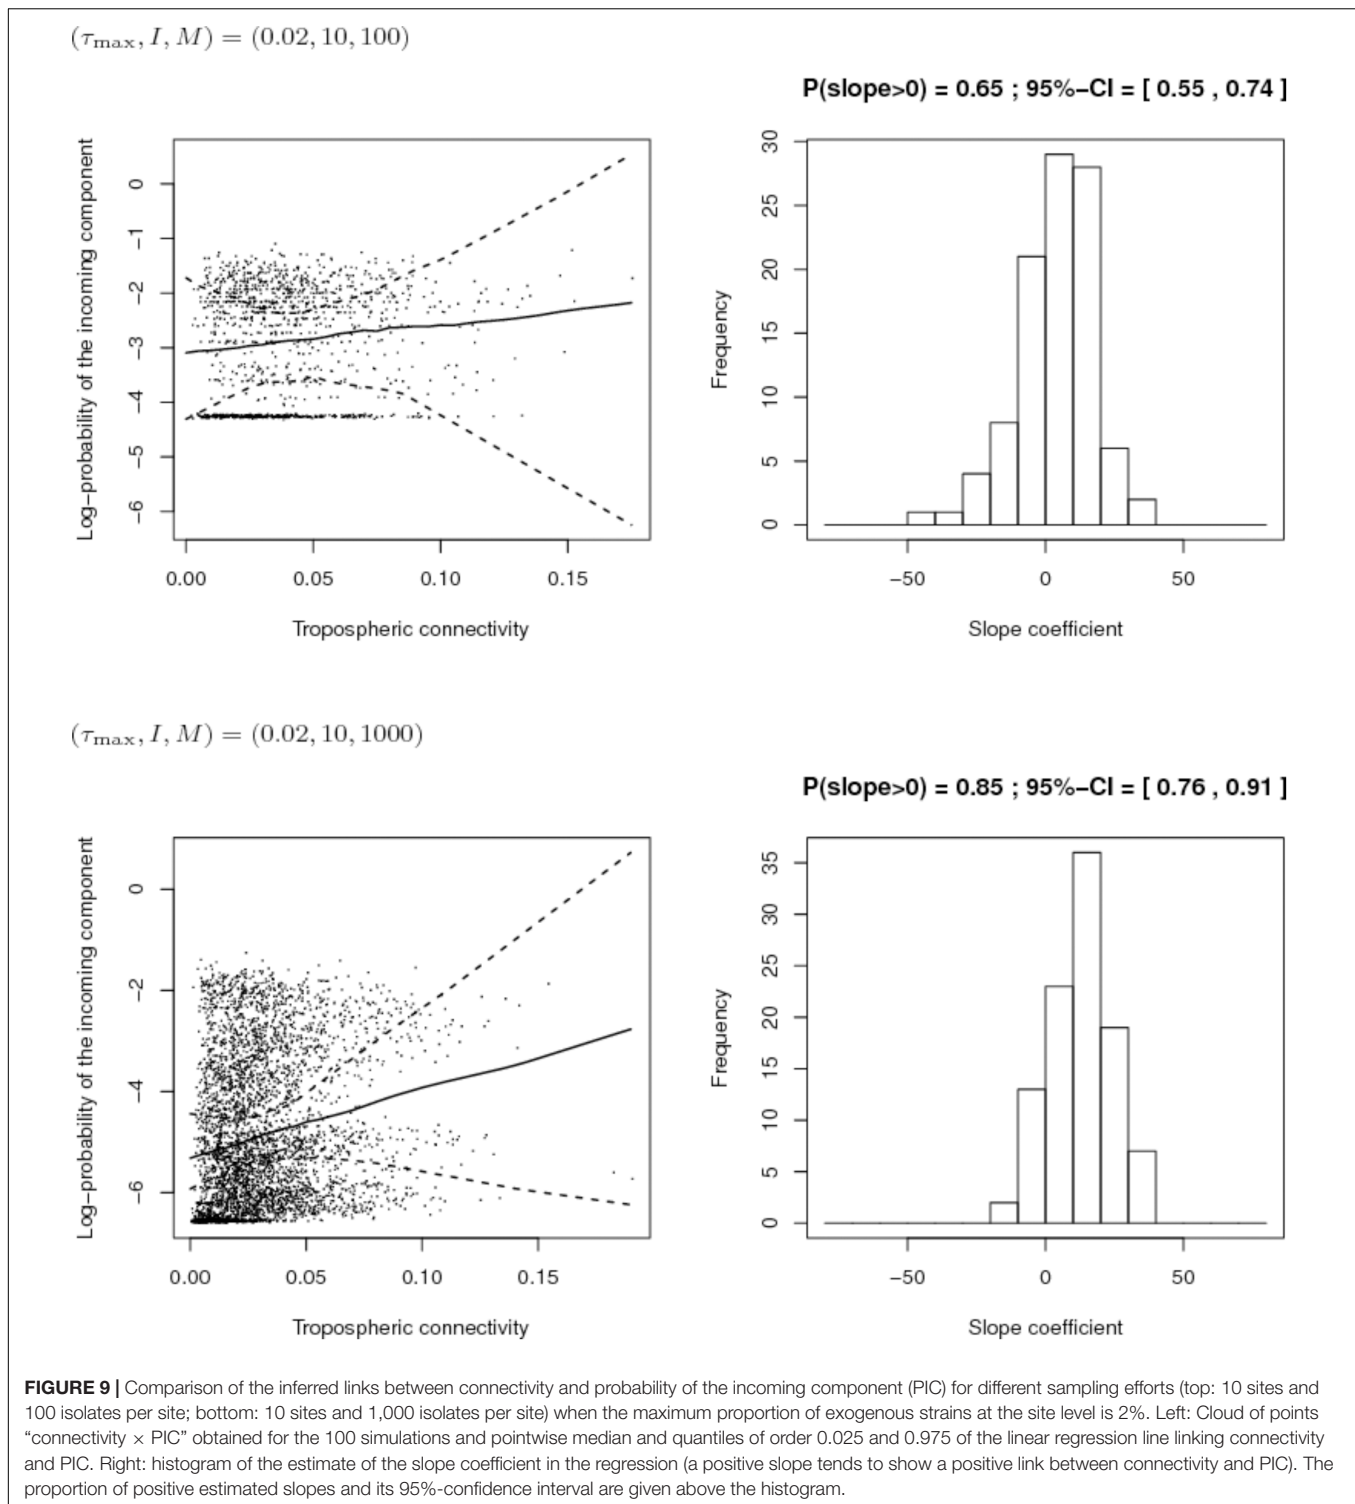 (τmax, I, M) = (0.02, 10, 100)
P(slope>0) = 0.65 ; 95%−CI = [ 0.55 , 0.74 ]
Log−probability of the incoming component
0
−1
−2
−3
−4
−5
−6
0.00 0.05 0.10 0.15
Tropospheric connectivity
Frequency
30
25
20
15
10
5
0
−50 0 50
Slope coefficient
(τmax, I, M) = (0.02, 10, 1000)
P(slope>0) = 0.85 ; 95%−CI = [ 0.76 , 0.91 ]
Log−probability of the incoming component
0
−2
−4
−6
0.00 0.05 0.10 0.15
Tropospheric connectivity
Frequency
35
30
25
20
15
10
5
0
−50 0 50
Slope coefficient
FIGURE 9 | Comparison of the inferred links between connectivity and probability of the incoming component (PIC) for different sampling efforts (top: 10 sites and
100 isolates per site; bottom: 10 sites and 1,000 isolates per site) when the maximum proportion of exogenous strains at the site level is 2%. Left: Cloud of points
“connectivity × PIC” obtained for the 100 simulations and pointwise median and quantiles of order 0.025 and 0.975 of the linear regression line linking connectivity
and PIC. Right: histogram of the estimate of the slope coefficient in the regression (a positive slope tends to show a positive link between connectivity and PIC). The
proportion of positive estimated slopes and its 95%-confidence interval are given above the histogram.